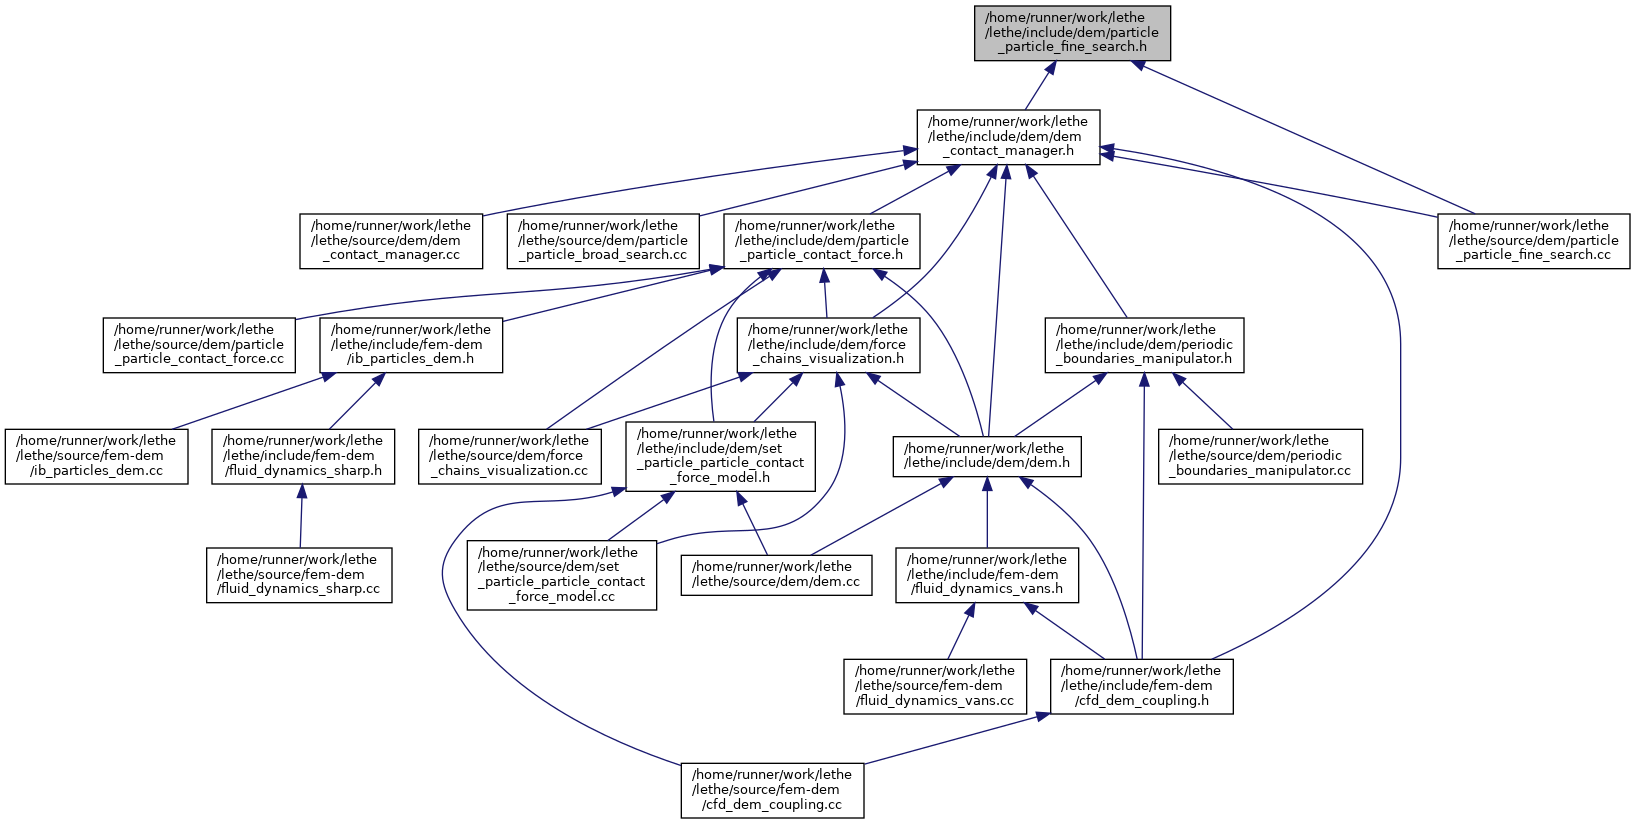 /home/runner/work/lethe
/lethe/include/dem/particle
_particle_fine_search.h
/home/runner/work/lethe
/lethe/include/dem/dem
_contact_manager.h
/home/runner/work/lethe
/lethe/source/dem/dem
_contact_manager.cc
/home/runner/work/lethe
/lethe/source/dem/particle
_particle_broad_search.cc
/home/runner/work/lethe
/lethe/include/dem/particle
_particle_contact_force.h
/home/runner/work/lethe
/lethe/source/dem/particle
_particle_fine_search.cc
/home/runner/work/lethe
/lethe/source/dem/particle
_particle_contact_force.cc
/home/runner/work/lethe
/lethe/include/fem-dem
/ib_particles_dem.h
/home/runner/work/lethe
/lethe/include/dem/force
_chains_visualization.h
/home/runner/work/lethe
/lethe/include/dem/periodic
_boundaries_manipulator.h
/home/runner/work/lethe
/lethe/source/fem-dem
/ib_particles_dem.cc
/home/runner/work/lethe
/lethe/include/fem-dem
/fluid_dynamics_sharp.h
/home/runner/work/lethe
/lethe/source/dem/force
_chains_visualization.cc
/home/runner/work/lethe
/lethe/include/dem/set
_particle_particle_contact
_force_model.h
/home/runner/work/lethe
/lethe/include/dem/dem.h
/home/runner/work/lethe
/lethe/source/dem/periodic
_boundaries_manipulator.cc
/home/runner/work/lethe
/lethe/source/fem-dem
/fluid_dynamics_sharp.cc
/home/runner/work/lethe
/lethe/source/dem/set
_particle_particle_contact
_force_model.cc
/home/runner/work/lethe
/lethe/source/dem/dem.cc
/home/runner/work/lethe
/lethe/include/fem-dem
/fluid_dynamics_vans.h
/home/runner/work/lethe
/lethe/source/fem-dem
/fluid_dynamics_vans.cc
/home/runner/work/lethe
/lethe/include/fem-dem
/cfd_dem_coupling.h
/home/runner/work/lethe
/lethe/source/fem-dem
/cfd_dem_coupling.cc